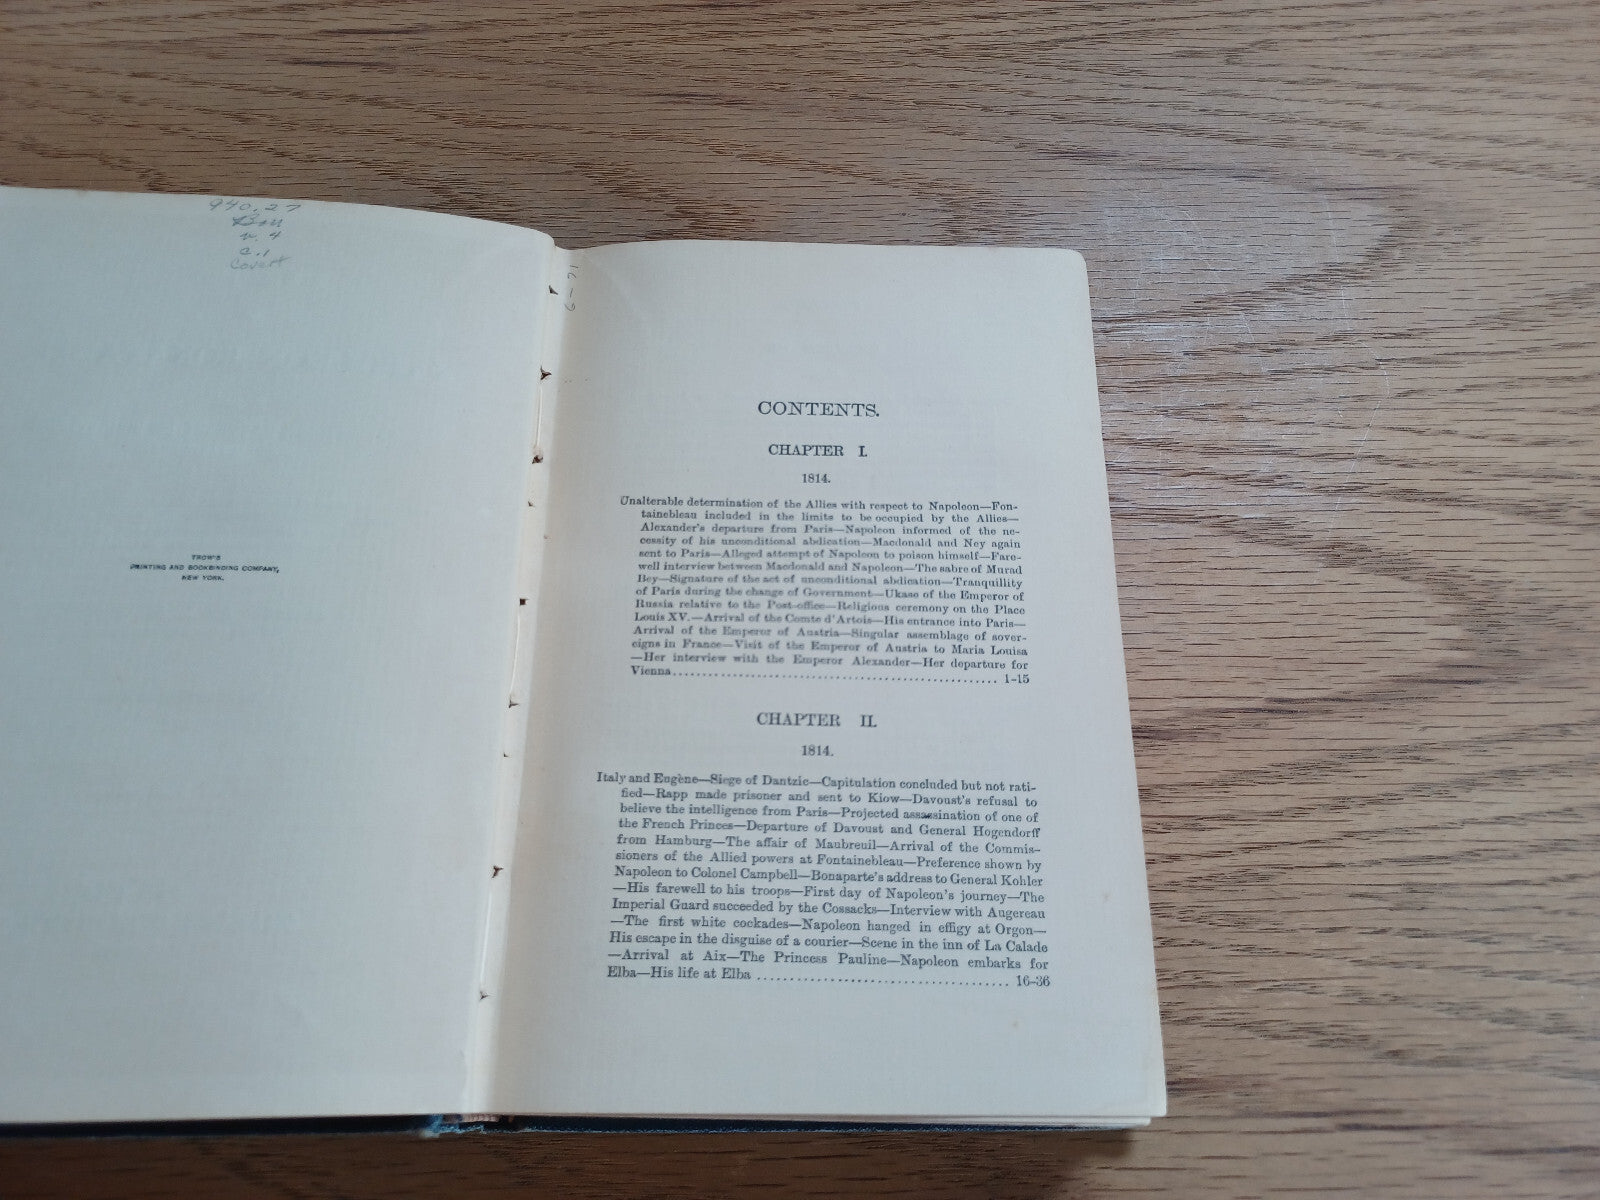 940.27
Bou
v. 4
c.1
Covert
TROW'S
PRINTING AND BOOKBINDING COMPANY,
NEW YORK.
6-71
CONTENTS.
CHAPTER I.
1814.
Unalterable determination of the Allies with respect to Napoleon—Fon-
tainebleau included in the limits to be occupied by the Allies—
Alexander's departure from Paris—Napoleon informed of the ne-
cessity of his unconditional abdication—Macdonald and Ney again
sent to Paris—Alleged attempt of Napoleon to poison himself—Fare-
well interview between Macdonald and Napoleon—The sabre of Murad
Bey—Signature of the act of unconditional abdication—Tranquillity
of Paris during the change of Government—Ukase of the Emperor of
Russia relative to the Post-office—Religious ceremony on the Place
Louis XV.—Arrival of the Comte d'Artois—His entrance into Paris—
Arrival of the Emperor of Austria—Singular assemblage of sover-
eigns in France—Visit of the Emperor of Austria to Maria Louisa
—Her interview with the Emperor Alexander—Her departure for
Vienna.................................................... 1-15
CHAPTER II.
1814.
Italy and Eugène—Siege of Dantzic—Capitulation concluded but not rati-
fied—Rapp made prisoner and sent to Kiow—Davoust's refusal to
believe the intelligence from Paris—Projected assassination of one of
the French Princes—Departure of Davoust and General Hogendorff
from Hamburg—The affair of Maubreuil—Arrival of the Commis-
sioners of the Allied powers at Fontainebleau—Preference shown by
Napoleon to Colonel Campbell—Bonaparte's address to General Kohler
—His farewell to his troops—First day of Napoleon's journey—The
Imperial Guard succeeded by the Cossacks—Interview with Augereau
—The first white cockades—Napoleon hanged in effigy at Orgon—
His escape in the disguise of a courier—Scene in the inn of La Calade
—Arrival at Aix—The Princess Pauline—Napoleon embarks for
Elba—His life at Elba ...................................... 16-36